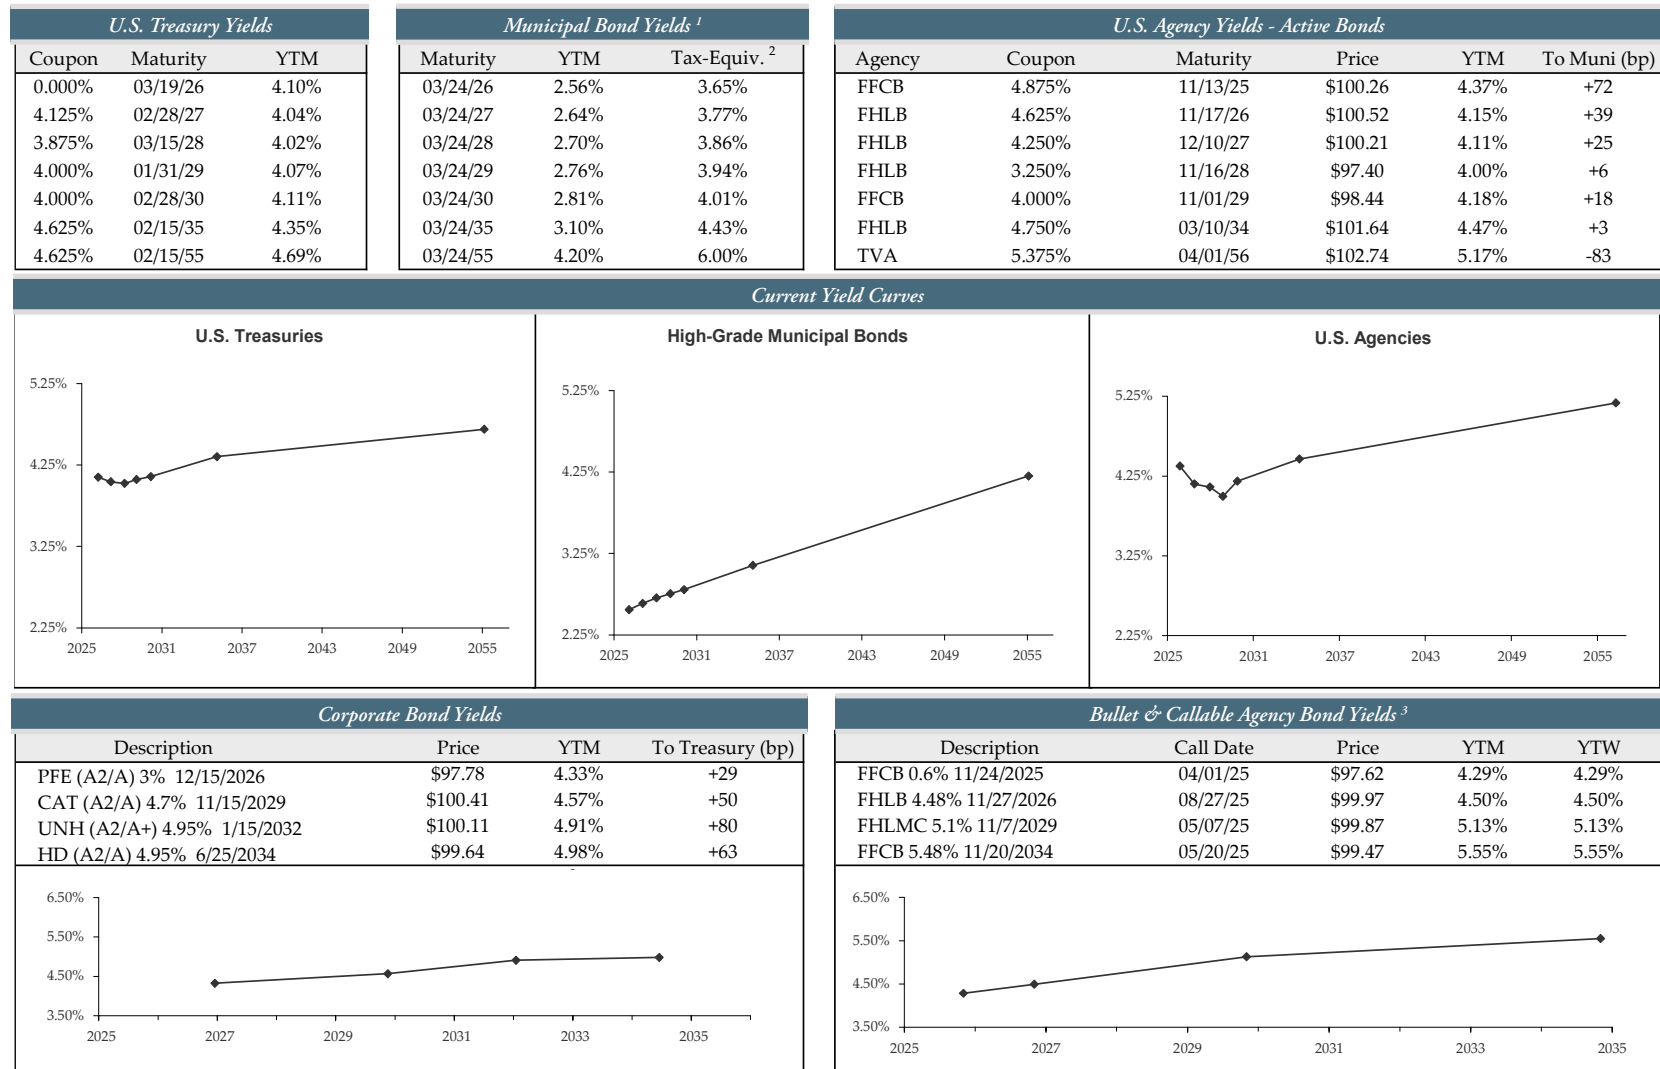 U.S. Treasury Yields
Coupon Maturity YTM
0.000% 03/19/26 4.10%
4.125% 02/28/27 4.04%
3.875% 03/15/28 4.02%
4.000% 01/31/29 4.07%
4.000% 02/28/30 4.11%
4.625% 02/15/35 4.35%
4.625% 02/15/55 4.69%
Municipal Bond Yields 1
Maturity YTM Tax-Equiv. 2
03/24/26 2.56% 3.65%
03/24/27 2.64% 3.77%
03/24/28 2.70% 3.86%
03/24/29 2.76% 3.94%
03/24/30 2.81% 4.01%
03/24/35 3.10% 4.43%
03/24/55 4.20% 6.00%
U.S. Agency Yields - Active Bonds
Agency Coupon Maturity Price YTM To Muni (bp)
FFCB 4.875% 11/13/25 $100.26 4.37% +72
FHLB 4.625% 11/17/26 $100.52 4.15% +39
FHLB 4.250% 12/10/27 $100.21 4.11% +25
FHLB 3.250% 11/16/28 $97.40 4.00% +6
FFCB 4.000% 11/01/29 $98.44 4.18% +18
FHLB 4.750% 03/10/34 $101.64 4.47% +3
TVA 5.375% 04/01/56 $102.74 5.17% -83
Current Yield Curves
U.S. Treasuries
5.25%
4.25%
3.25%
2.25%
2025 2031 2037 2043 2049 2055
High-Grade Municipal Bonds
5.25%
4.25%
3.25%
2.25%
2025 2031 2037 2043 2049 2055
U.S. Agencies
5.25%
4.25%
3.25%
2.25%
2025 2031 2037 2043 2049 2055
Corporate Bond Yields
Description Price YTM To Treasury (bp)
PFE (A2/A) 3% 12/15/2026 $97.78 4.33% +29
CAT (A2/A) 4.7% 11/15/2029 $100.41 4.57% +50
UNH (A2/A+) 4.95% 1/15/2032 $100.11 4.91% +80
HD (A2/A) 4.95% 6/25/2034 $99.64 4.98% +63
6.50%
5.50%
4.50%
3.50%
2025 2027 2029 2031 2033 2035
Bullet & Callable Agency Bond Yields 3
Description Call Date Price YTM YTW
FFCB 0.6% 11/24/2025 04/01/25 $97.62 4.29% 4.29%
FHLB 4.48% 11/27/2026 08/27/25 $99.97 4.50% 4.50%
FHLMC 5.1% 11/7/2029 05/07/25 $99.87 5.13% 5.13%
FFCB 5.48% 11/20/2034 05/20/25 $99.47 5.55% 5.55%
6.50%
5.50%
4.50%
3.50%
2025 2027 2029 2031 2033 2035